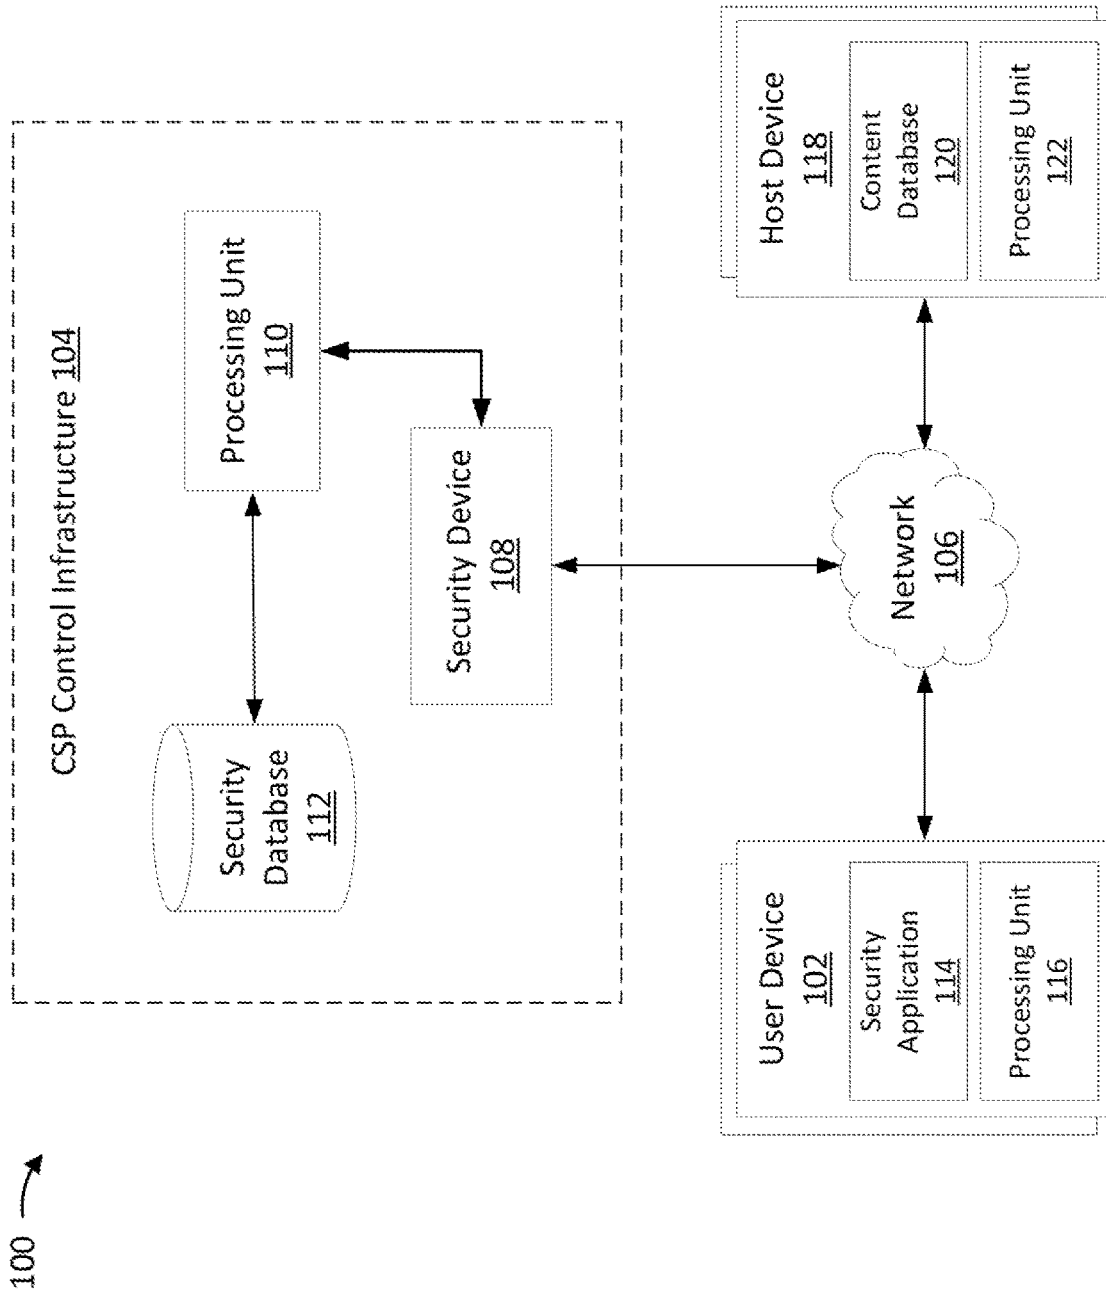 100
CSP Control Infrastructure 104
Security
Database
112
Processing Unit
110
Security Device
108
Network
106
User Device
102
Security
Application
114
Processing Unit
116
Host Device
118
Content
Database
120
Processing Unit
122